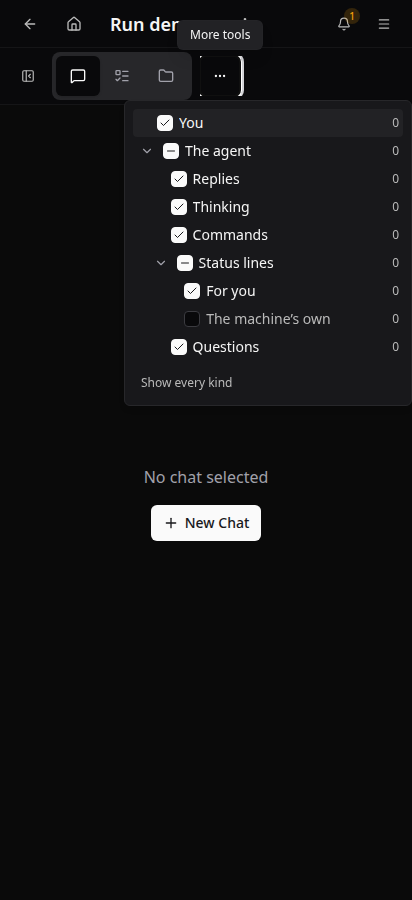 Run
More tools
1
You 0
The agent 0
Replies 0
Thinking 0
Commands 0
Status lines 0
For you 0
The machine’s own 0
Questions 0
Show every kind
No chat selected
New Chat